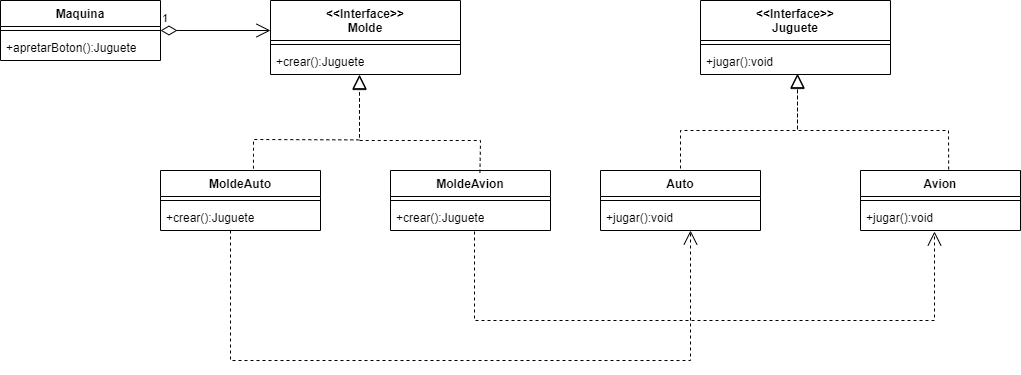 Maquina
+apretarBoton():Juguete
1
<<Interface>>
Molde
+crear():Juguete
<<Interface>>
Juguete
+jugar():void
MoldeAuto
+crear():Juguete
MoldeAvion
+crear():Juguete
Auto
+jugar():void
Avion
+jugar():void